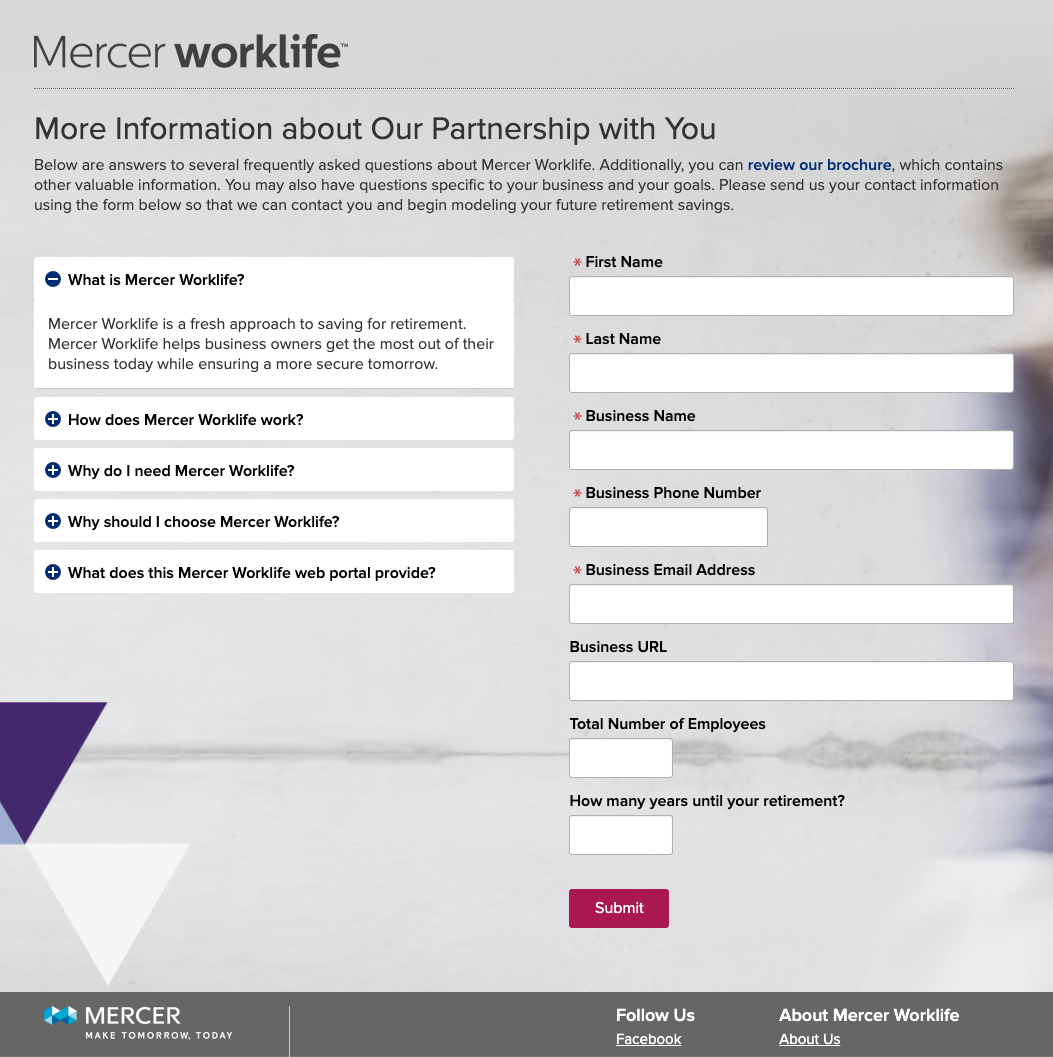 Mercer worklife™
More Information about Our Partnership with You
Below are answers to several frequently asked questions about Mercer Worklife. Additionally, you can review our brochure, which contains
other valuable information. You may also have questions specific to your business and your goals. Please send us your contact information
using the form below so that we can contact you and begin modeling your future retirement savings.
What is Mercer Worklife?
Mercer Worklife is a fresh approach to saving for retirement.
Mercer Worklife helps business owners get the most out of their
business today while ensuring a more secure tomorrow.
How does Mercer Worklife work?
Why do I need Mercer Worklife?
Why should I choose Mercer Worklife?
What does this Mercer Worklife web portal provide?
* First Name
* Last Name
* Business Name
* Business Phone Number
* Business Email Address
Business URL
Total Number of Employees
How many years until your retirement?
Submit
MERCER
MAKE TOMORROW, TODAY
Follow Us
Facebook
About Mercer Worklife
About Us